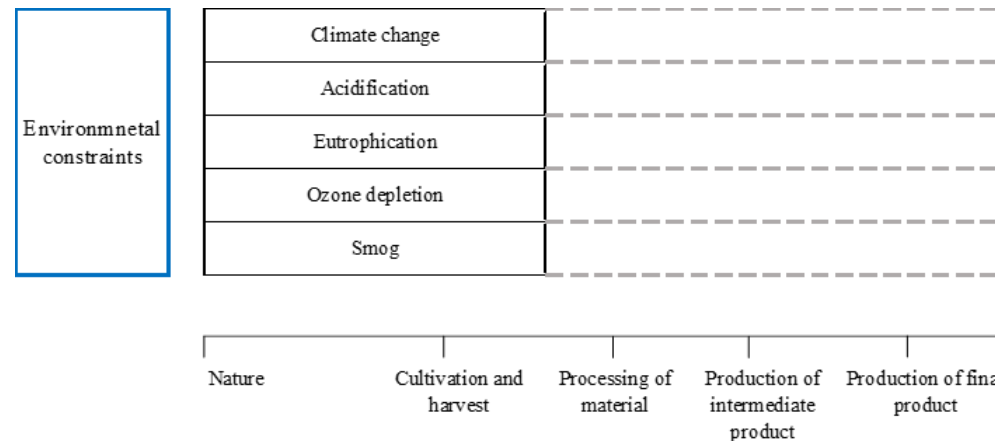 Climate change
Acidification
Environmnetal
constraints
Eutrophication
Ozone depletion
Smog
Nature
Cultivation and
harvest
Processing of
material
Production of
intermediate
product
Production of fina
product